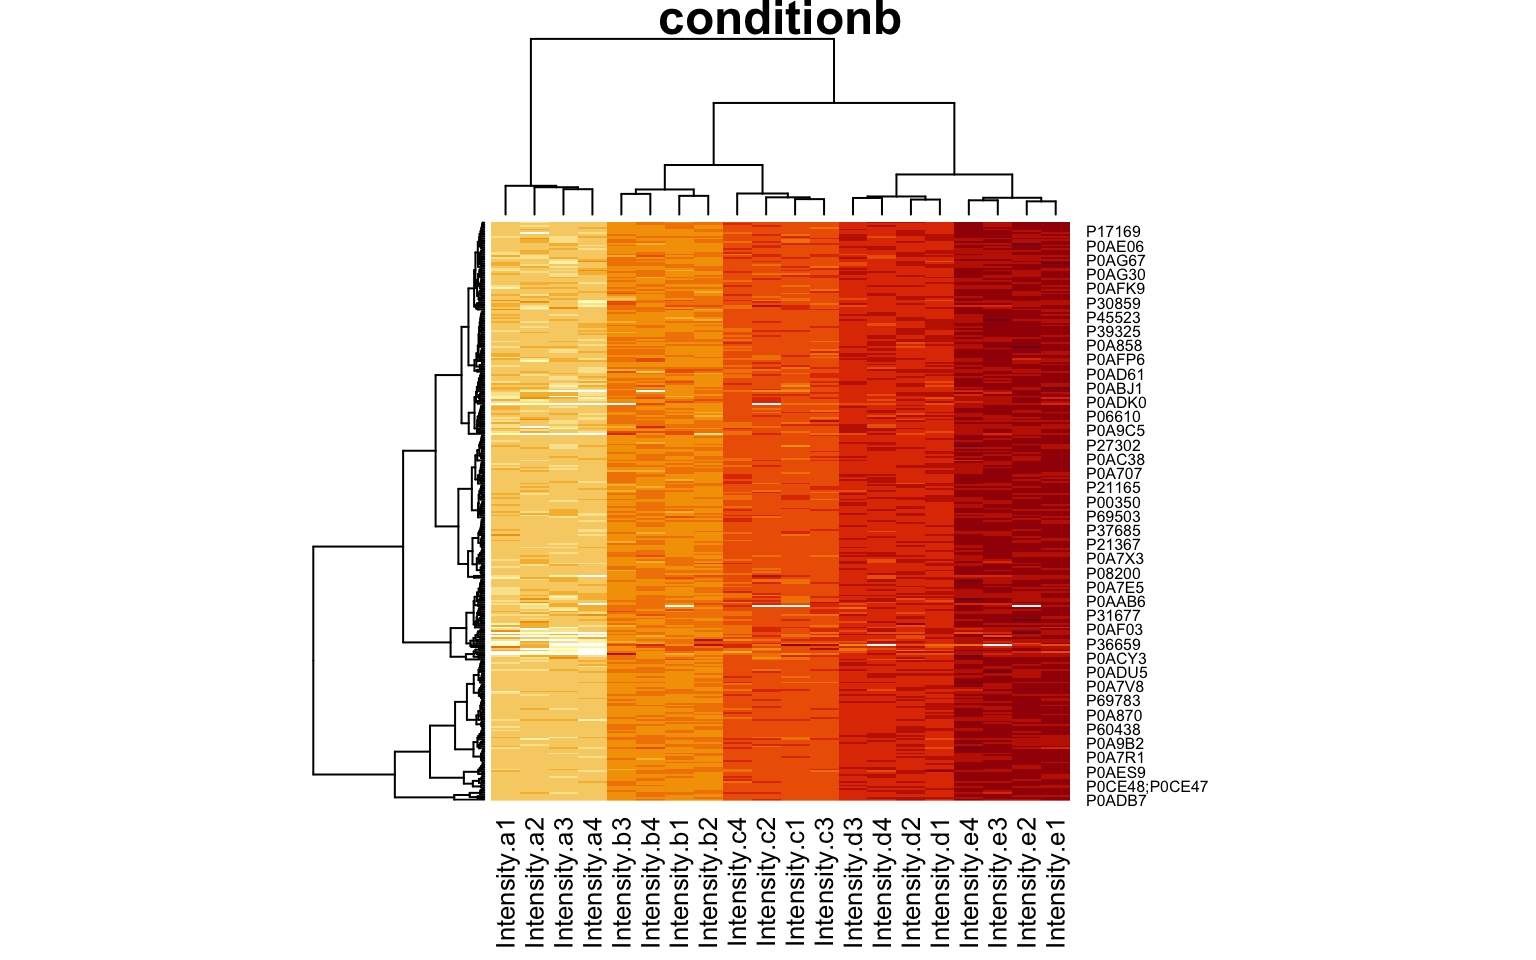 conditionb
P17169
P0AE06
P0AG67
P0AG30
P0AFK9
P30859
P45523
P39325
P0A858
P0AFP6
P0AD61
P0ABJ1
P0ADK0
P06610
P0A9C5
P27302
P0AC38
P0A707
P21165
P00350
P69503
P37685
P21367
P0A7X3
P08200
P0A7E5
P0AAB6
P31677
P0AF03
P36659
P0ACY3
P0ADU5
P0A7V8
P69783
P0A870
P60438
P0A9B2
P0A7R1
P0AES9
P0CE48;P0CE47
P0ADB7
Intensity.a1
Intensity.a2
Intensity.a3
Intensity.a4
Intensity.b3
Intensity.b4
Intensity.b1
Intensity.b2
Intensity.c4
Intensity.c2
Intensity.c1
Intensity.c3
Intensity.d3
Intensity.d4
Intensity.d2
Intensity.d1
Intensity.e4
Intensity.e3
Intensity.e2
Intensity.e1